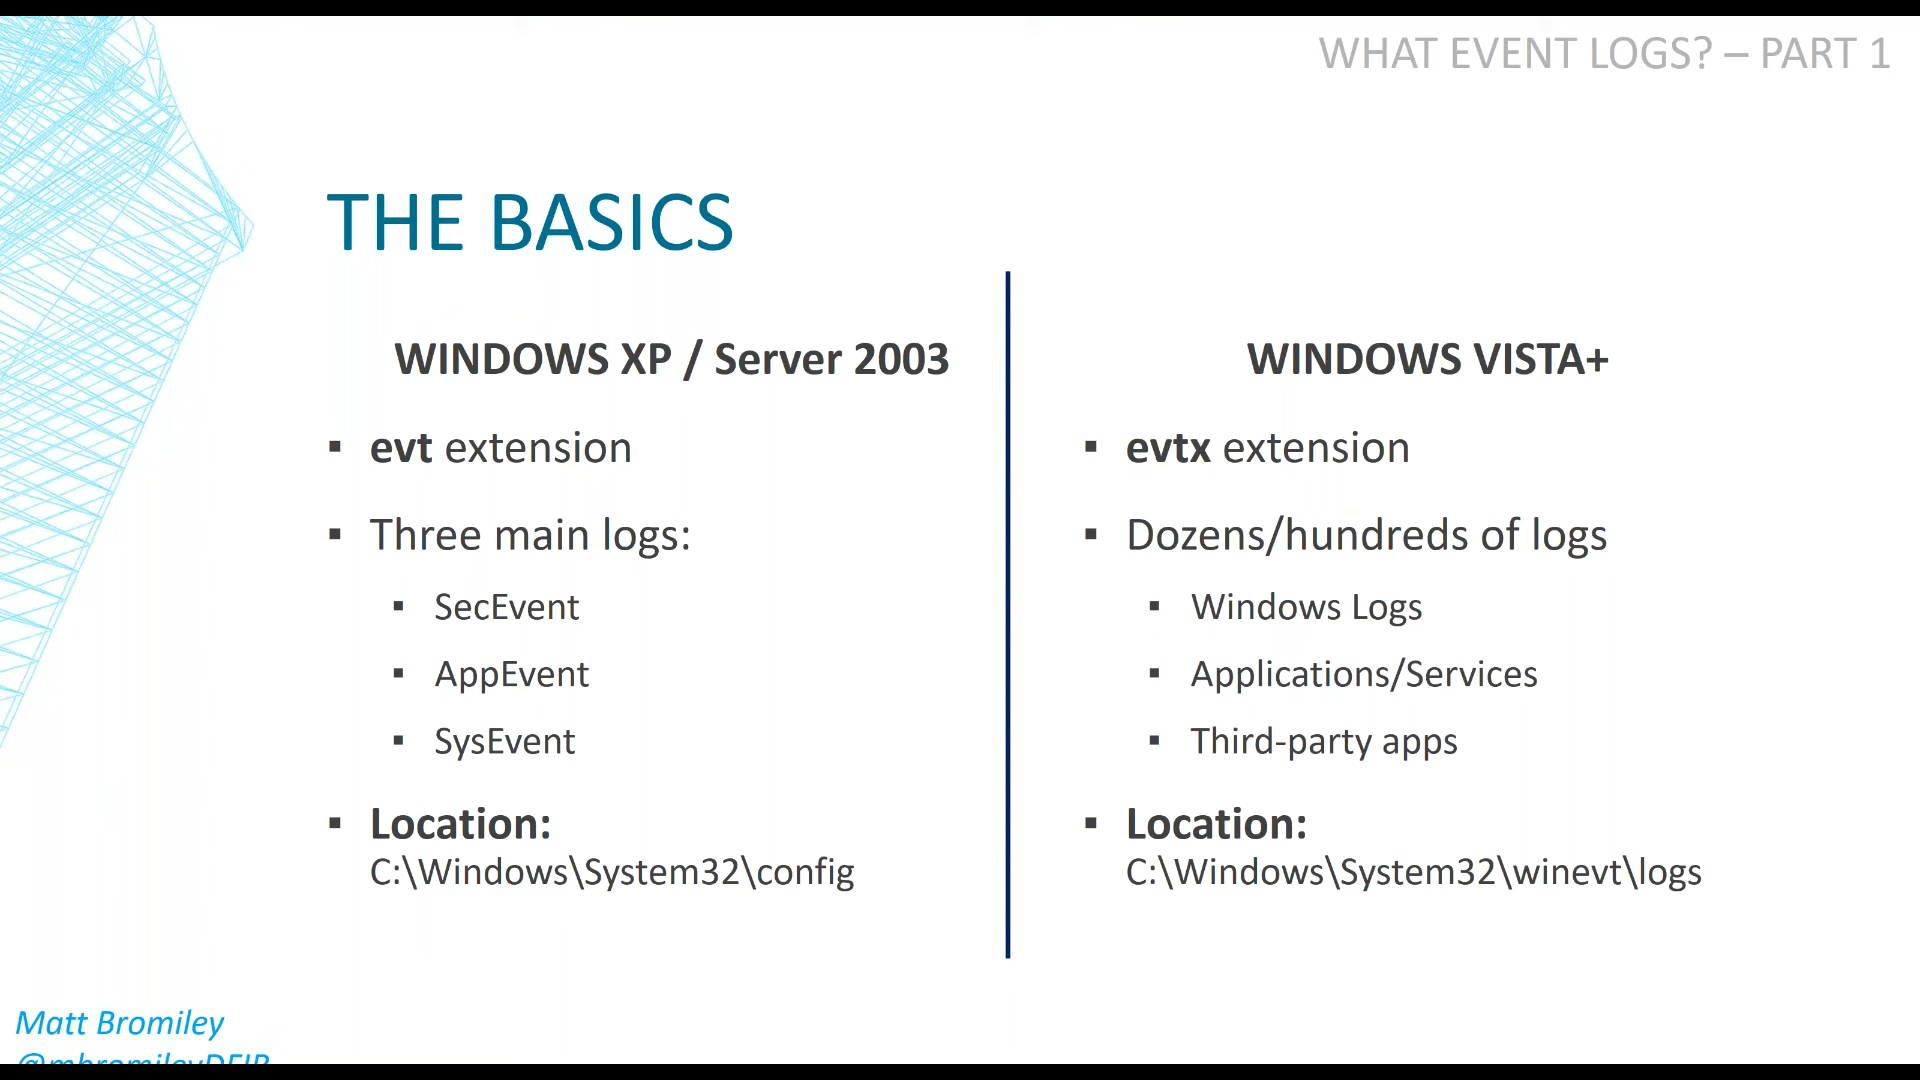 WHAT EVENT LOGS? – PART 1
THE BASICS
WINDOWS XP / Server 2003
▪ evt extension
▪ Three main logs:
▪ SecEvent
▪ AppEvent
▪ SysEvent
▪ Location:
C:\Windows\System32\config
WINDOWS VISTA+
▪ evtx extension
▪ Dozens/hundreds of logs
▪ Windows Logs
▪ Applications/Services
▪ Third-party apps
▪ Location:
C:\Windows\System32\winevt\logs
Matt Bromiley
@mbromileyDFIR